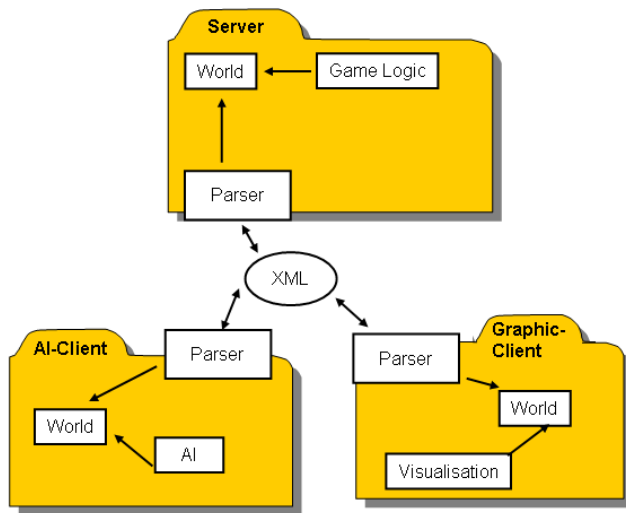 Server
World
Game Logic
Parser
XML
AI-Client
Parser
World
AI
Graphic-
Client
Parser
World
Visualisation